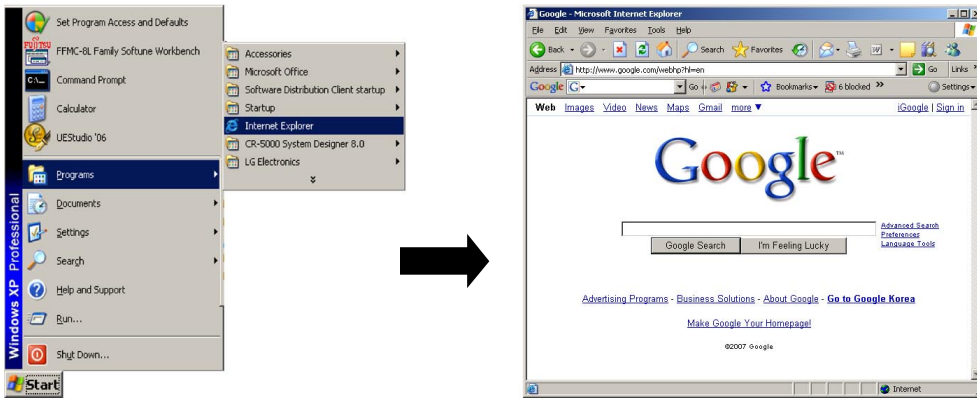 Set Program Access and Defaults
FUJITSU
FFMC-8L Family Softune Workbench
C:\_
Command Prompt
Calculator
UEStudio '06
Programs
Documents
Settings
Search
Help and Support
Run...
Shut Down...
Windows XP Professional
Start
Accessories
Microsoft Office
Software Distribution Client startup
Startup
Internet Explorer
CR-5000 System Designer 8.0
LG Electronics
Google - Microsoft Internet Explorer
File Edit View Favorites Tools Help
Back Search Favorites
Address http://www.google.com/webhp?hl=en Go Links »
Google G Go Bookmarks 6 blocked » Settings
Web Images Video News Maps Gmail more ▼ iGoogle | Sign in
Google™
Advanced Search
Preferences
Language Tools
Google Search I'm Feeling Lucky
Advertising Programs - Business Solutions - About Google - Go to Google Korea
Make Google Your Homepage!
©2007 Google
Internet